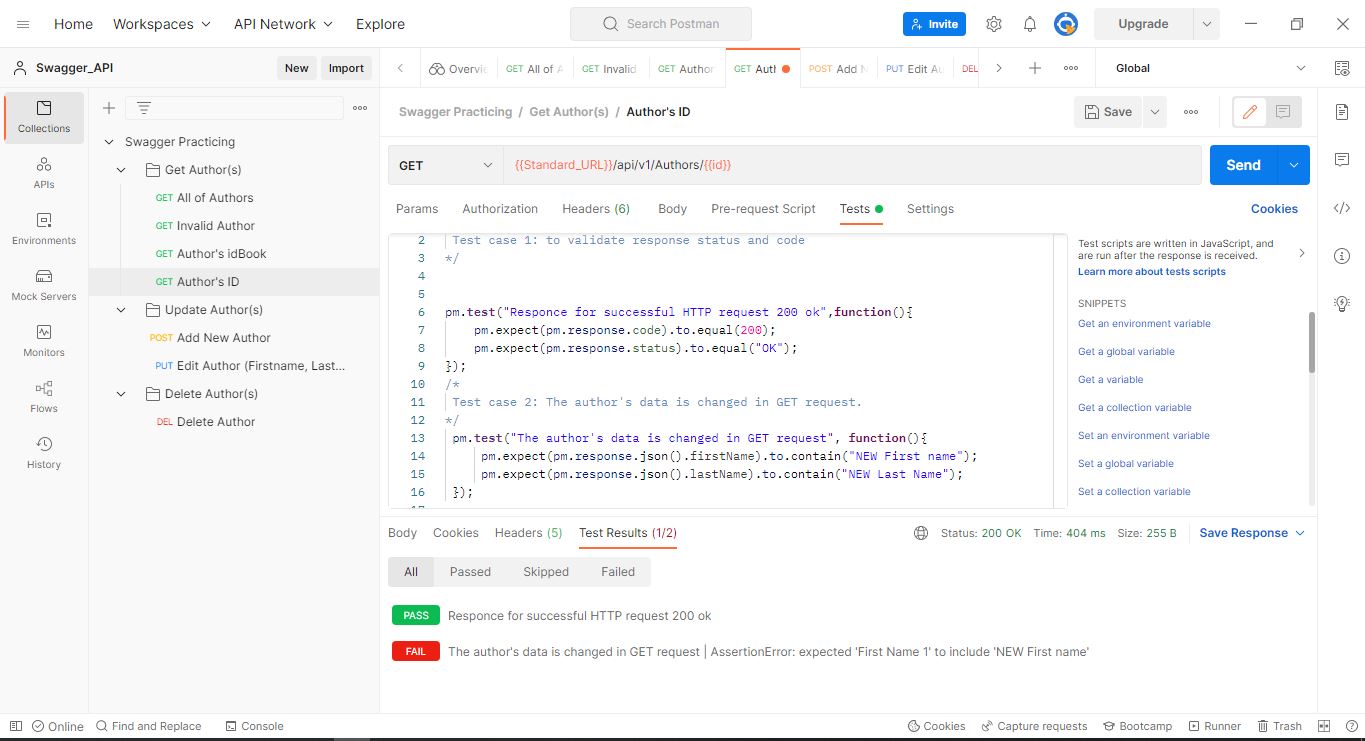 Home Workspaces API Network Explore Search Postman Invite Upgrade
Swagger_API New Import
GET All of A GET Invalid GET Author GET Auth POST Add N PUT Edit Au DEL Global
Swagger Practicing / Get Author(s) / Author's ID Save
Collections
APIs
Environments
Mock Servers
Monitors
Flows
History
Swagger Practicing
Get Author(s)
GET All of Authors
GET Invalid Author
GET Author's idBook
GET Author's ID
Update Author(s)
POST Add New Author
PUT Edit Author (Firstname, Last...
Delete Author(s)
DEL Delete Author
GET {{Standard_URL}}/api/v1/Authors/{{id}} Send
Params Authorization Headers (6) Body Pre-request Script Tests Settings Cookies
2 Test case 1: to validate response status and code
3 */
4
5
6 pm.test("Responce for successful HTTP request 200 ok",function(){
7 pm.expect(pm.response.code).to.equal(200);
8 pm.expect(pm.response.status).to.equal("OK");
9 });
10 /*
11 Test case 2: The author's data is changed in GET request.
12 */
13 pm.test("The author's data is changed in GET request", function(){
14 pm.expect(pm.response.json().firstName).to.contain("NEW First name");
15 pm.expect(pm.response.json().lastName).to.contain("NEW Last Name");
16 });
Test scripts are written in JavaScript, and
are run after the response is received.
Learn more about tests scripts
SNIPPETS
Get an environment variable
Get a global variable
Get a variable
Get a collection variable
Set an environment variable
Set a global variable
Set a collection variable
Body Cookies Headers (5) Test Results (1/2) Status: 200 OK Time: 404 ms Size: 255 B Save Response
All Passed Skipped Failed
PASS Responce for successful HTTP request 200 ok
FAIL The author's data is changed in GET request | AssertionError: expected 'First Name 1' to include 'NEW First name'
Online Find and Replace Console Cookies Capture requests Bootcamp Runner Trash